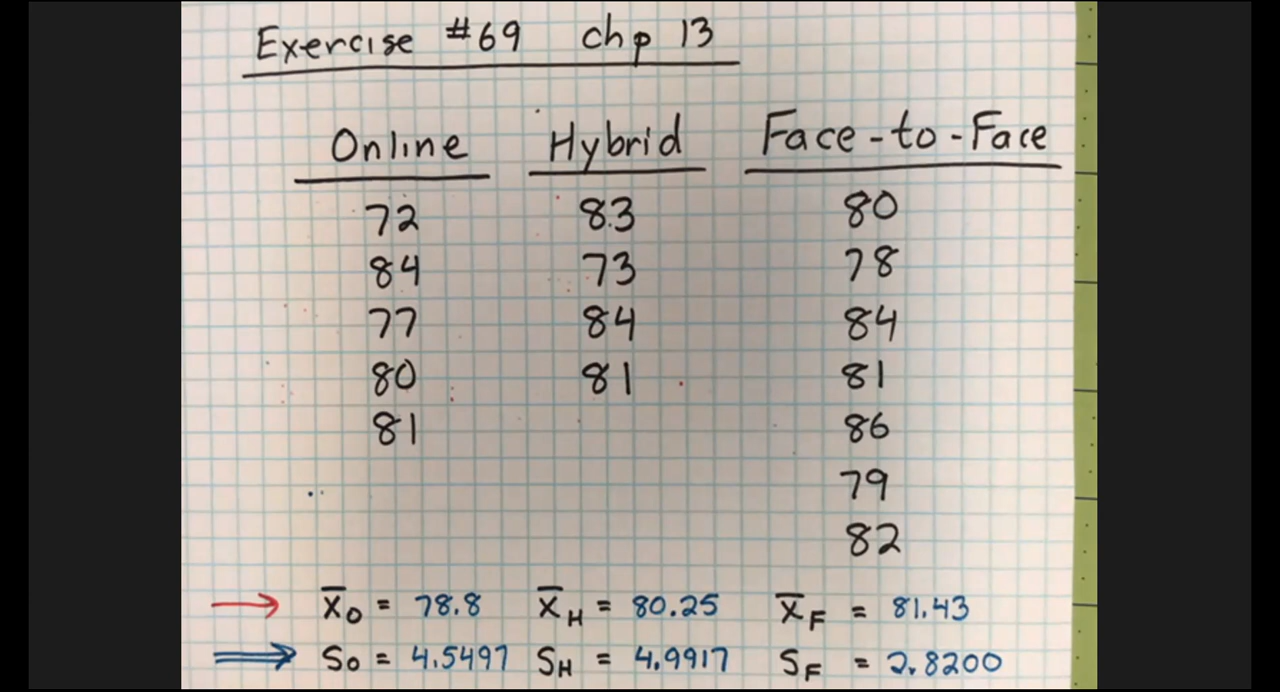 Exercise #69 chp 13
Online Hybrid Face-to-Face
72 83 80
84 73 78
77 84 84
80 81 81
81 86
79
82
x̄O = 78.8 x̄H = 80.25 x̄F = 81.43
SO = 4.5497 SH = 4.9917 SF = 2.8200